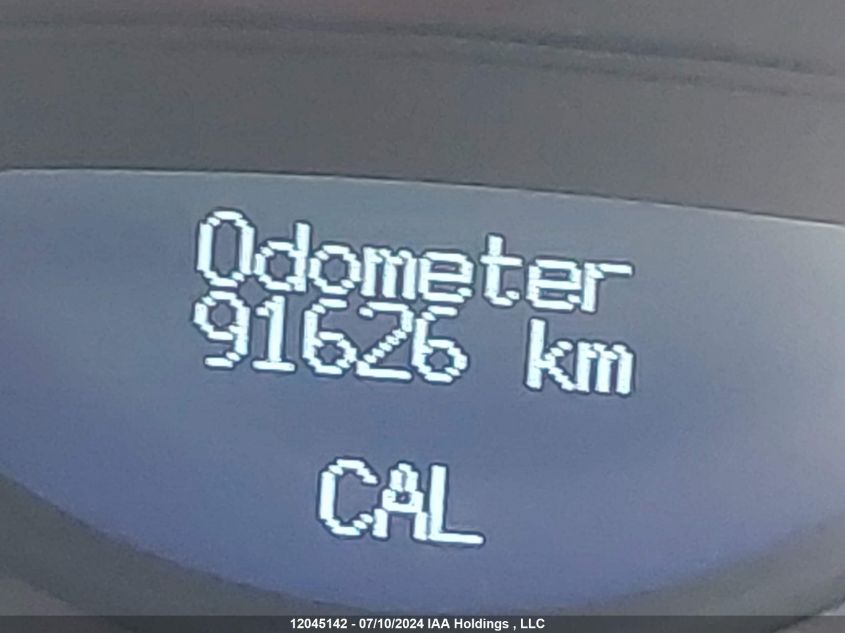 Odometer
91626 km
CAL
12045142 - 07/10/2024 IAA Holdings , LLC